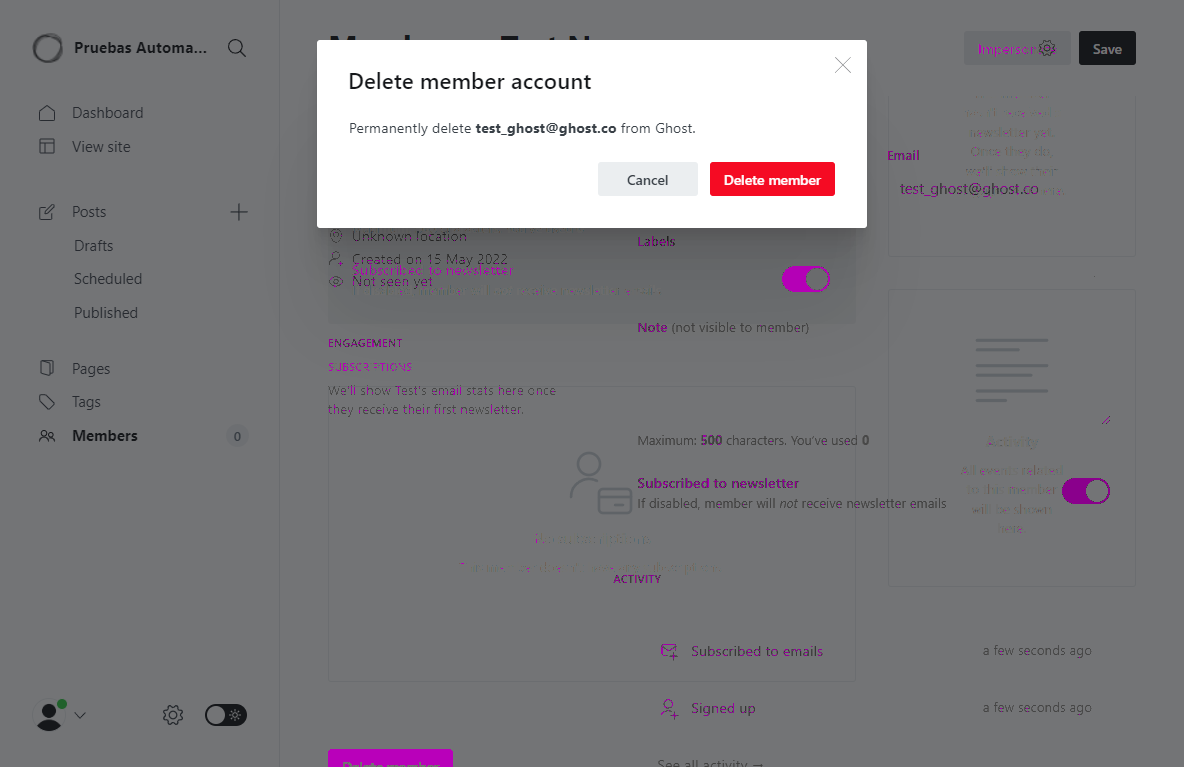 Pruebas Automa...
Dashboard
View site
Posts
Drafts
Scheduled
Published
Pages
Tags
Members
0
Save
Delete member account
Permanently delete test_ghost@ghost.co from Ghost.
Cancel
Delete member
Email
test_ghost@ghost.co
Unknown location
Created on 15 May 2022
Subscribed to newsletter
Not seen yet
Labels
Note (not visible to member)
ENGAGEMENT
SUBSCRIPTIONS
We'll show Test's email stats here once
they receive their first newsletter.
Maximum: 500 characters. You've used 0
Subscribed to newsletter
If disabled, member will not receive newsletter emails
Activity
All events related
to this member
will be shown
here
ACTIVITY
Subscribed to emails
a few seconds ago
Signed up
a few seconds ago
Delete member
See all activity →